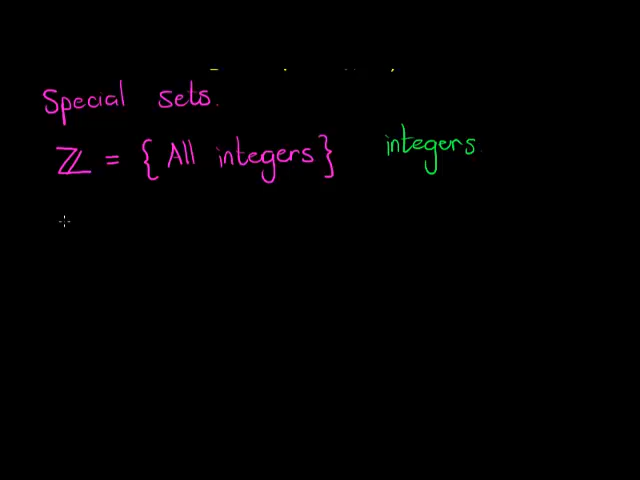 Special sets.
ℤ = { All integers } integers.